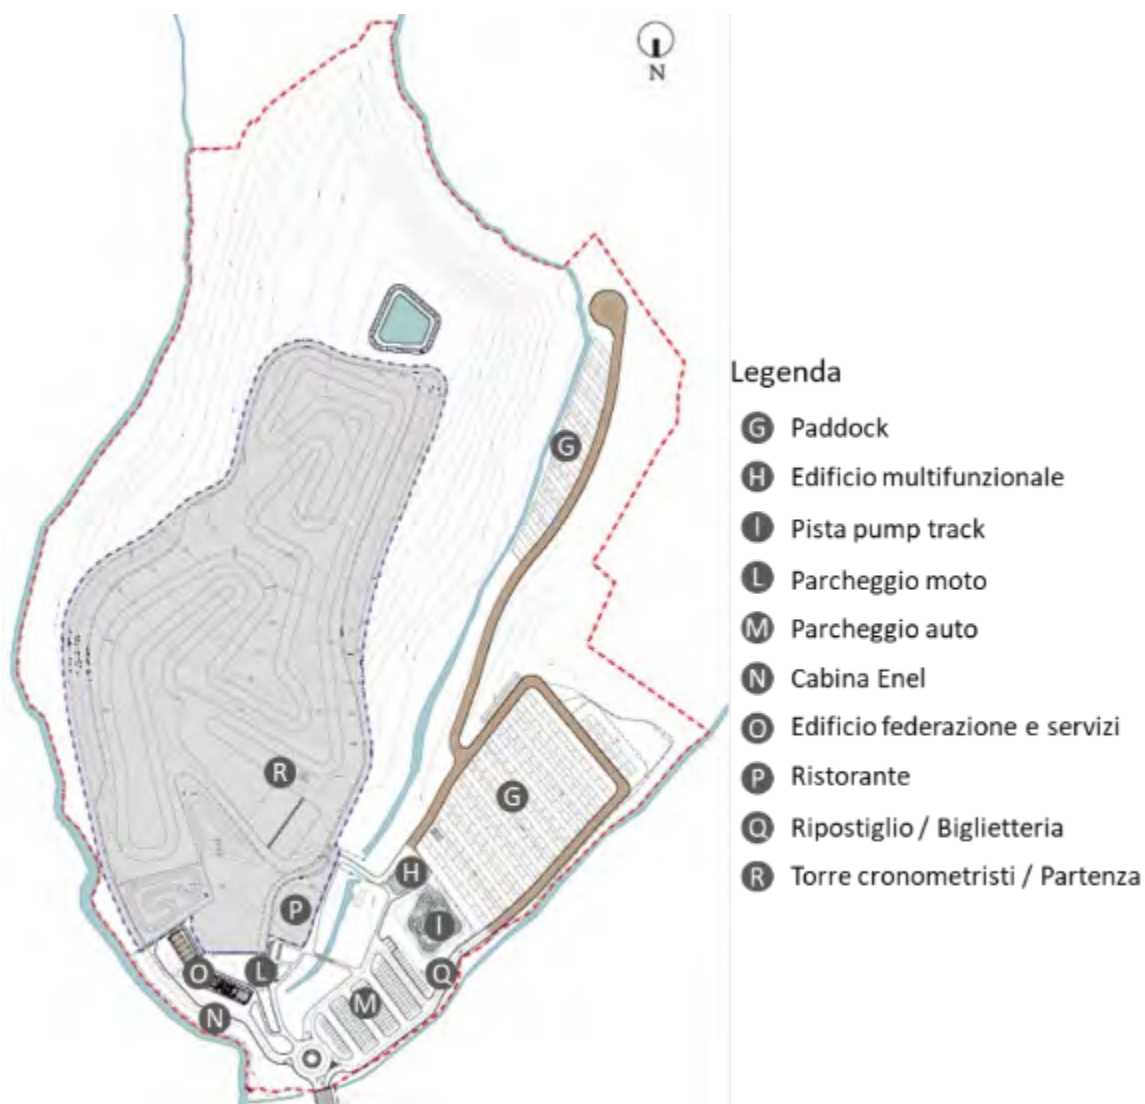 N
G
G
R
H
P
I
O
L
Q
M
N
Legenda
G Paddock
H Edificio multifunzionale
I Pista pump track
L Parcheggio moto
M Parcheggio auto
N Cabina Enel
O Edificio federazione e servizi
P Ristorante
Q Ripostiglio / Biglietteria
R Torre cronometristi / Partenza